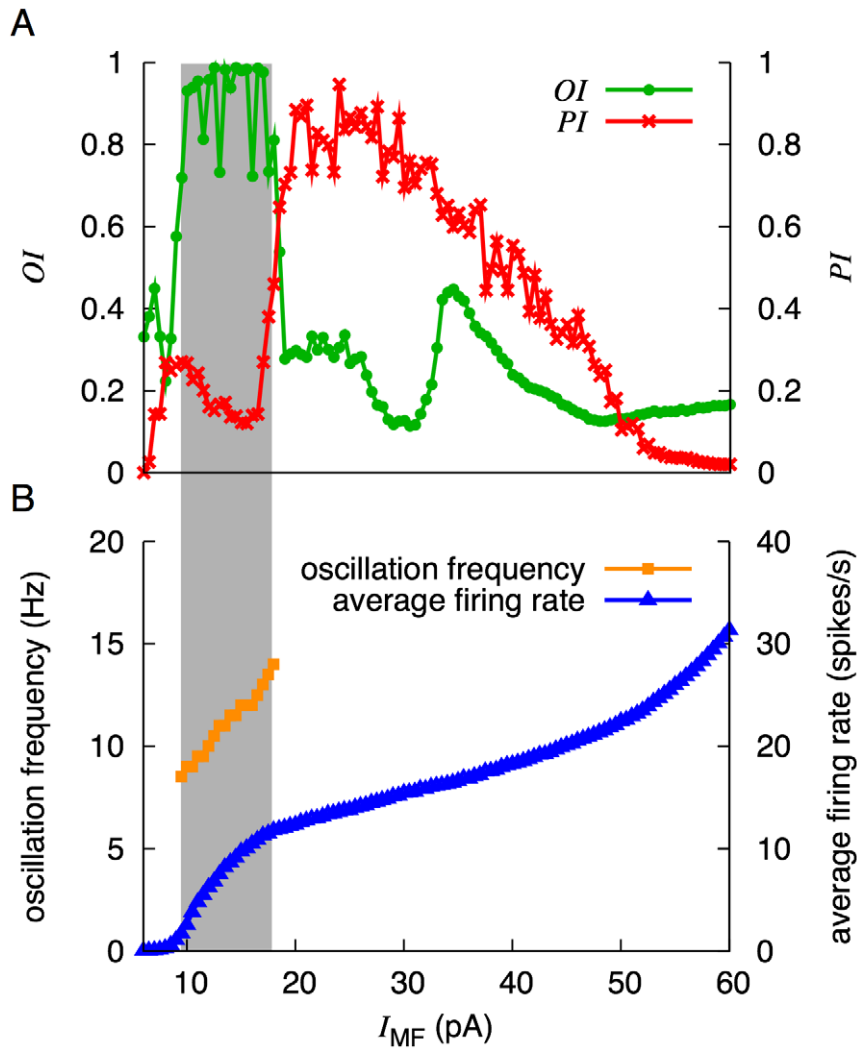 A
1
0.8
0.6
0.4
0.2
0
OI
OI
PI
1
0.8
0.6
0.4
0.2
0
PI
B
20
15
10
5
0
oscillation frequency (Hz)
oscillation frequency
average firing rate
40
30
20
10
0
average firing rate (spikes/s)
10 20 30 40 50 60
I_MF (pA)